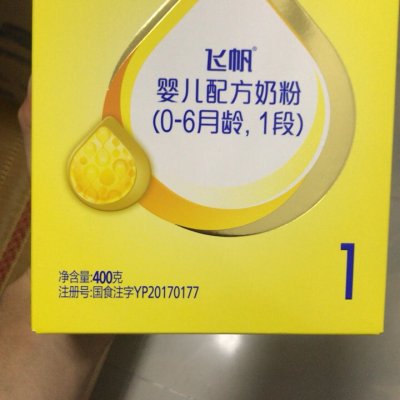 飞帆®
婴儿配方奶粉
(0-6月龄, 1段)
净含量:400克
注册号:国食注字YP20170177
1